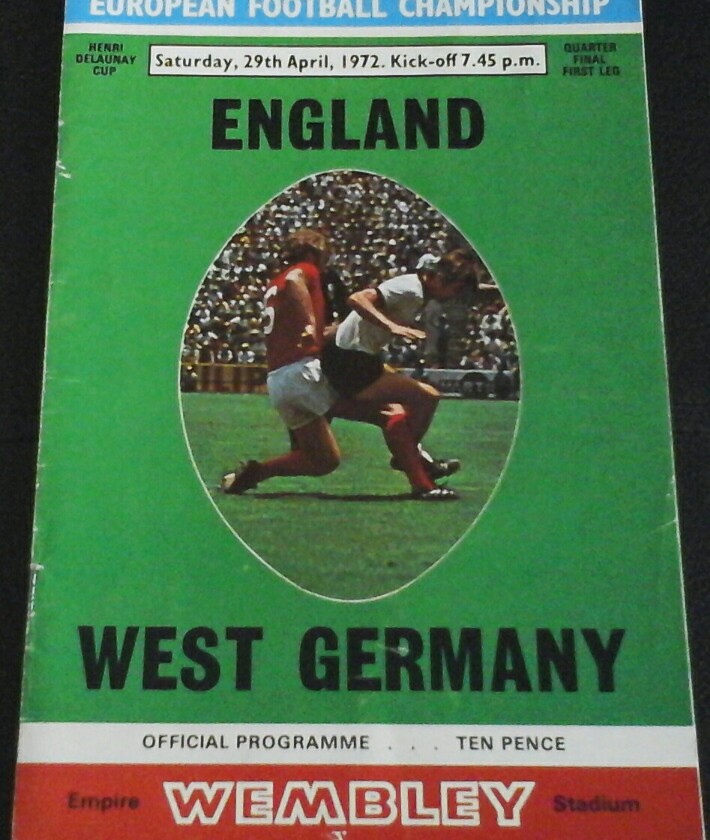 EUROPEAN FOOTBALL CHAMPIONSHIP
HENRI
DELAUNAY
CUP
Saturday, 29th April, 1972. Kick-off 7.45 p.m.
QUARTER
FINAL
FIRST LEG
ENGLAND
6
WEST GERMANY
OFFICIAL PROGRAMME . . . TEN PENCE
Empire WEMBLEY Stadium